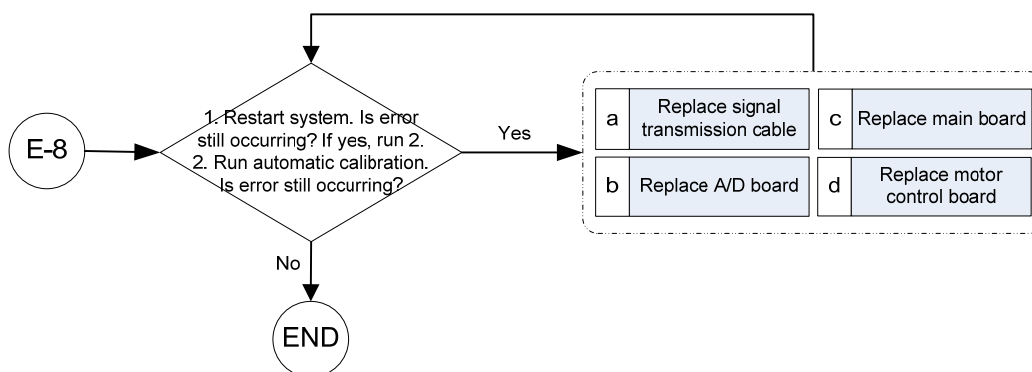 E-8
1. Restart system. Is error
still occurring? If yes, run 2.
2. Run automatic calibration.
Is error still occurring?
Yes
a
Replace signal
transmission cable
c
Replace main board
b
Replace A/D board
d
Replace motor
control board
No
END